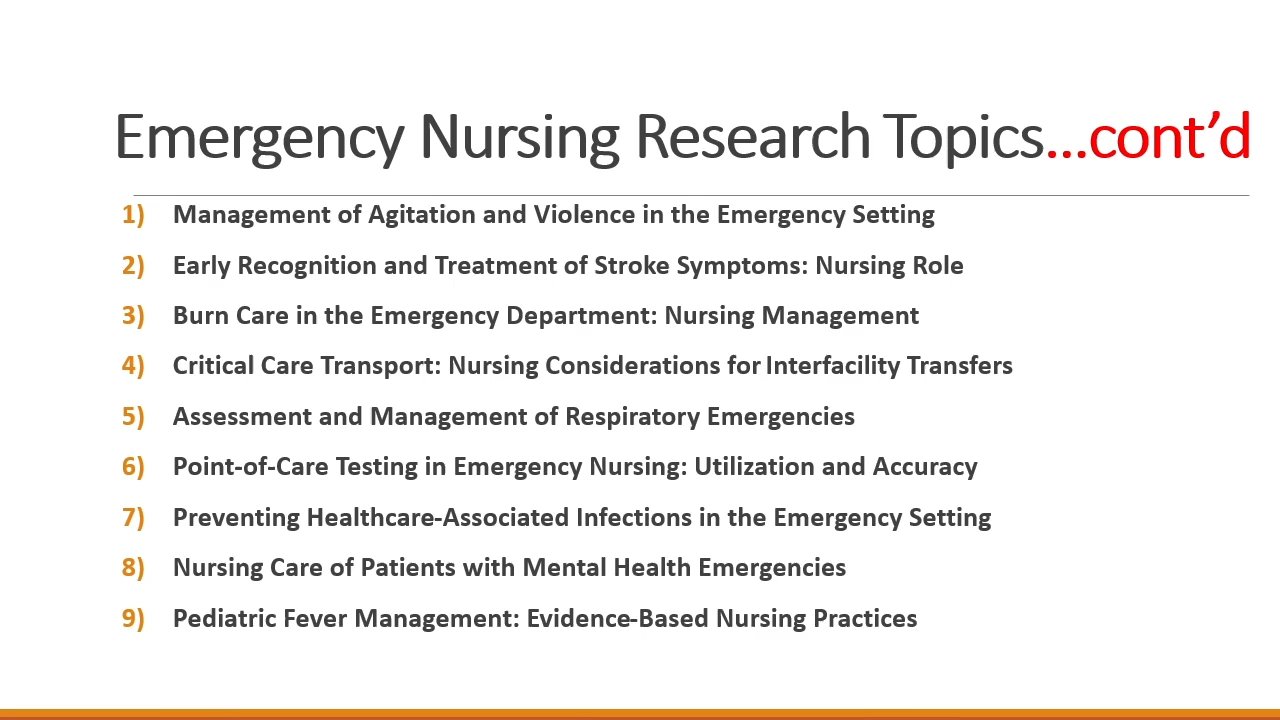 Emergency Nursing Research Topics...cont’d
1) Management of Agitation and Violence in the Emergency Setting
2) Early Recognition and Treatment of Stroke Symptoms: Nursing Role
3) Burn Care in the Emergency Department: Nursing Management
4) Critical Care Transport: Nursing Considerations for Interfacility Transfers
5) Assessment and Management of Respiratory Emergencies
6) Point-of-Care Testing in Emergency Nursing: Utilization and Accuracy
7) Preventing Healthcare-Associated Infections in the Emergency Setting
8) Nursing Care of Patients with Mental Health Emergencies
9) Pediatric Fever Management: Evidence-Based Nursing Practices